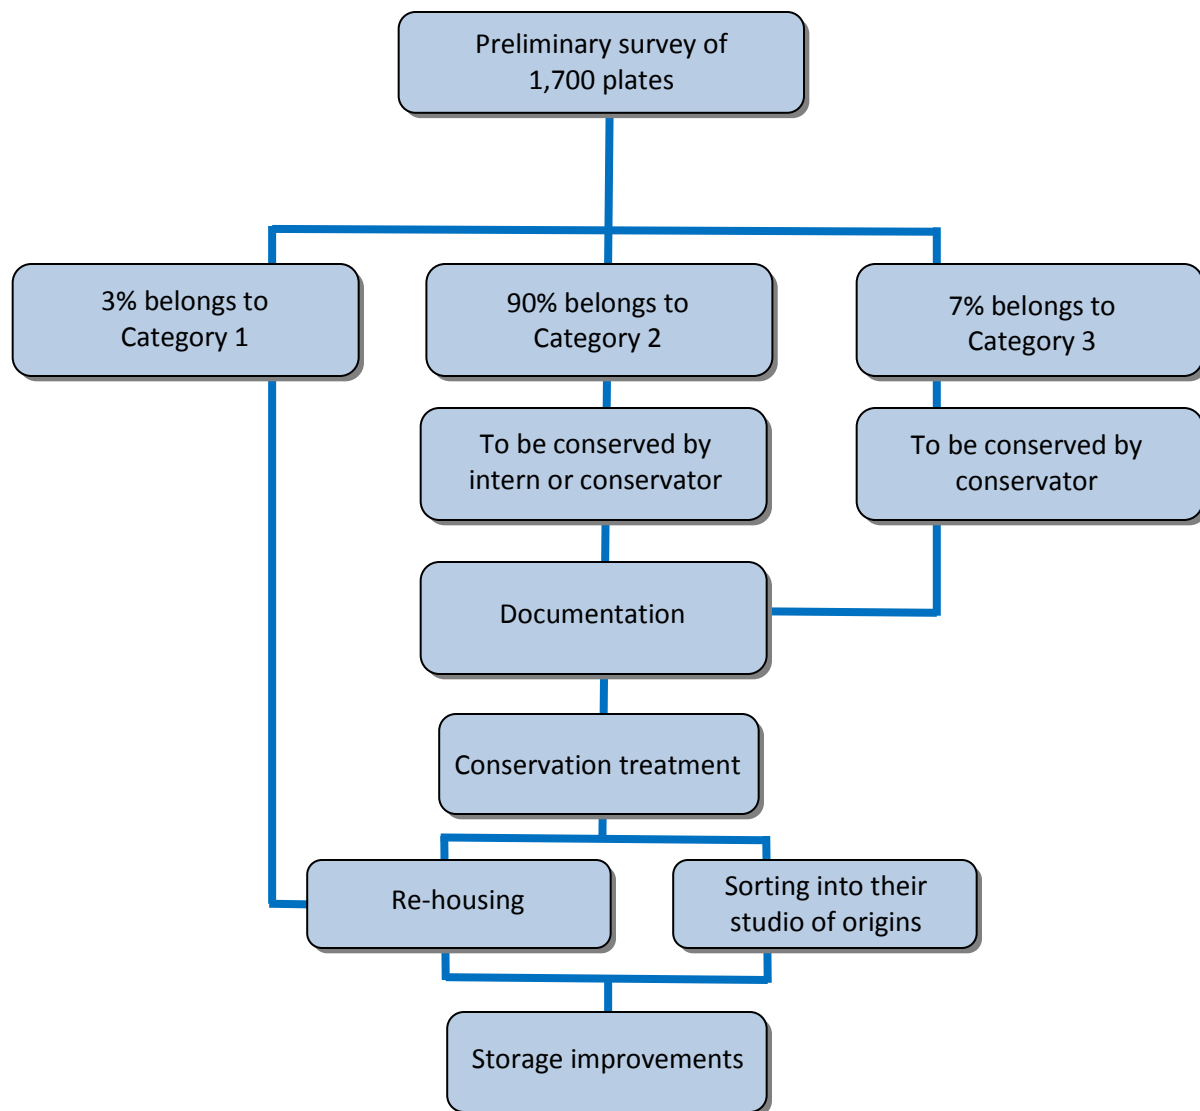 Preliminary survey of
1,700 plates
3% belongs to
Category 1
90% belongs to
Category 2
7% belongs to
Category 3
To be conserved by
intern or conservator
To be conserved by
conservator
Documentation
Conservation treatment
Re-housing
Sorting into their
studio of origins
Storage improvements